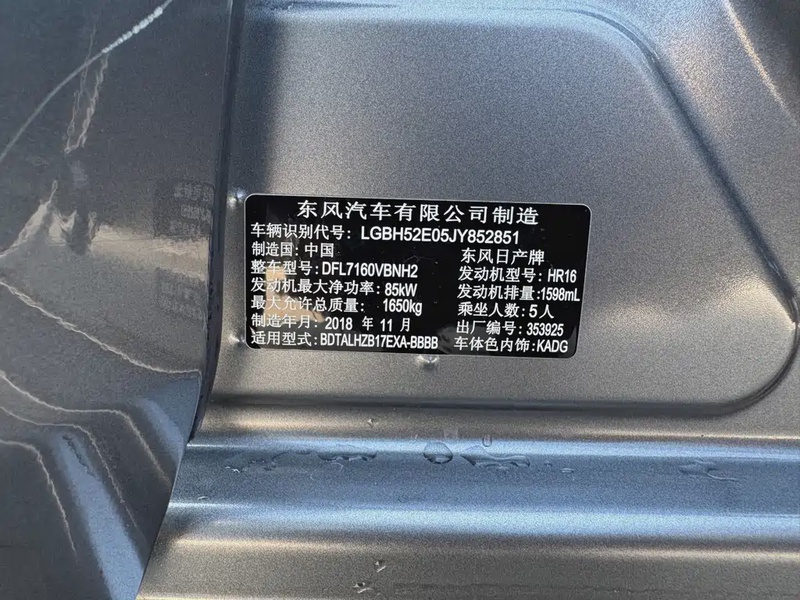 东风汽车有限公司制造
车辆识别代号: LGBH52E05JY852851
制造国: 中国 东风日产牌
整车型号: DFL7160VBNH2 发动机型号: HR16
发动机最大净功率: 85kW 发动机排量: 1598mL
最大允许总质量: 1650kg 乘坐人数: 5人
制造年月: 2018 年 11 月 出厂编号: 353925
适用型式: BDTALHZB17EXA-BBBB 车体色内饰: KADG